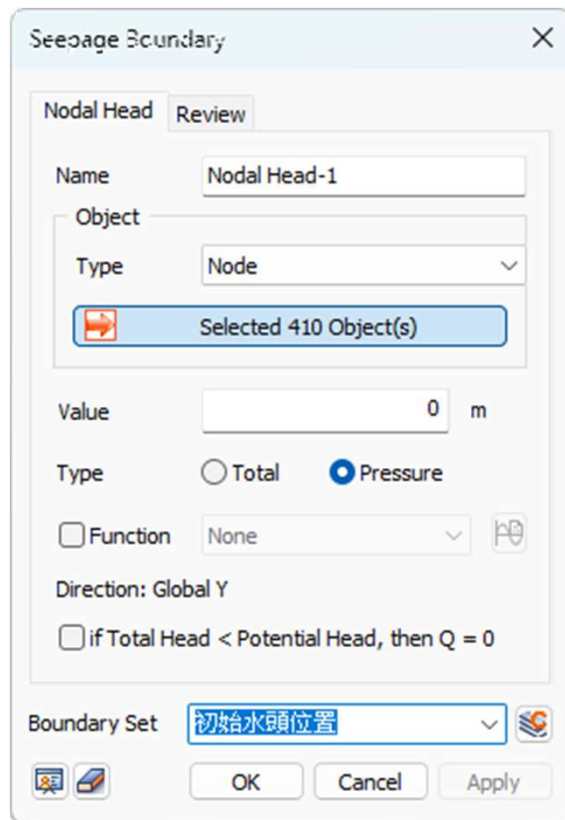 Seepage Boundary
Nodal Head Review
Name Nodal Head-1
Object
Type Node
Selected 410 Object(s)
Value 0 m
Type Total Pressure
Function None
Direction: Global Y
if Total Head < Potential Head, then Q = 0
Boundary Set 初始水頭位置
OK Cancel Apply